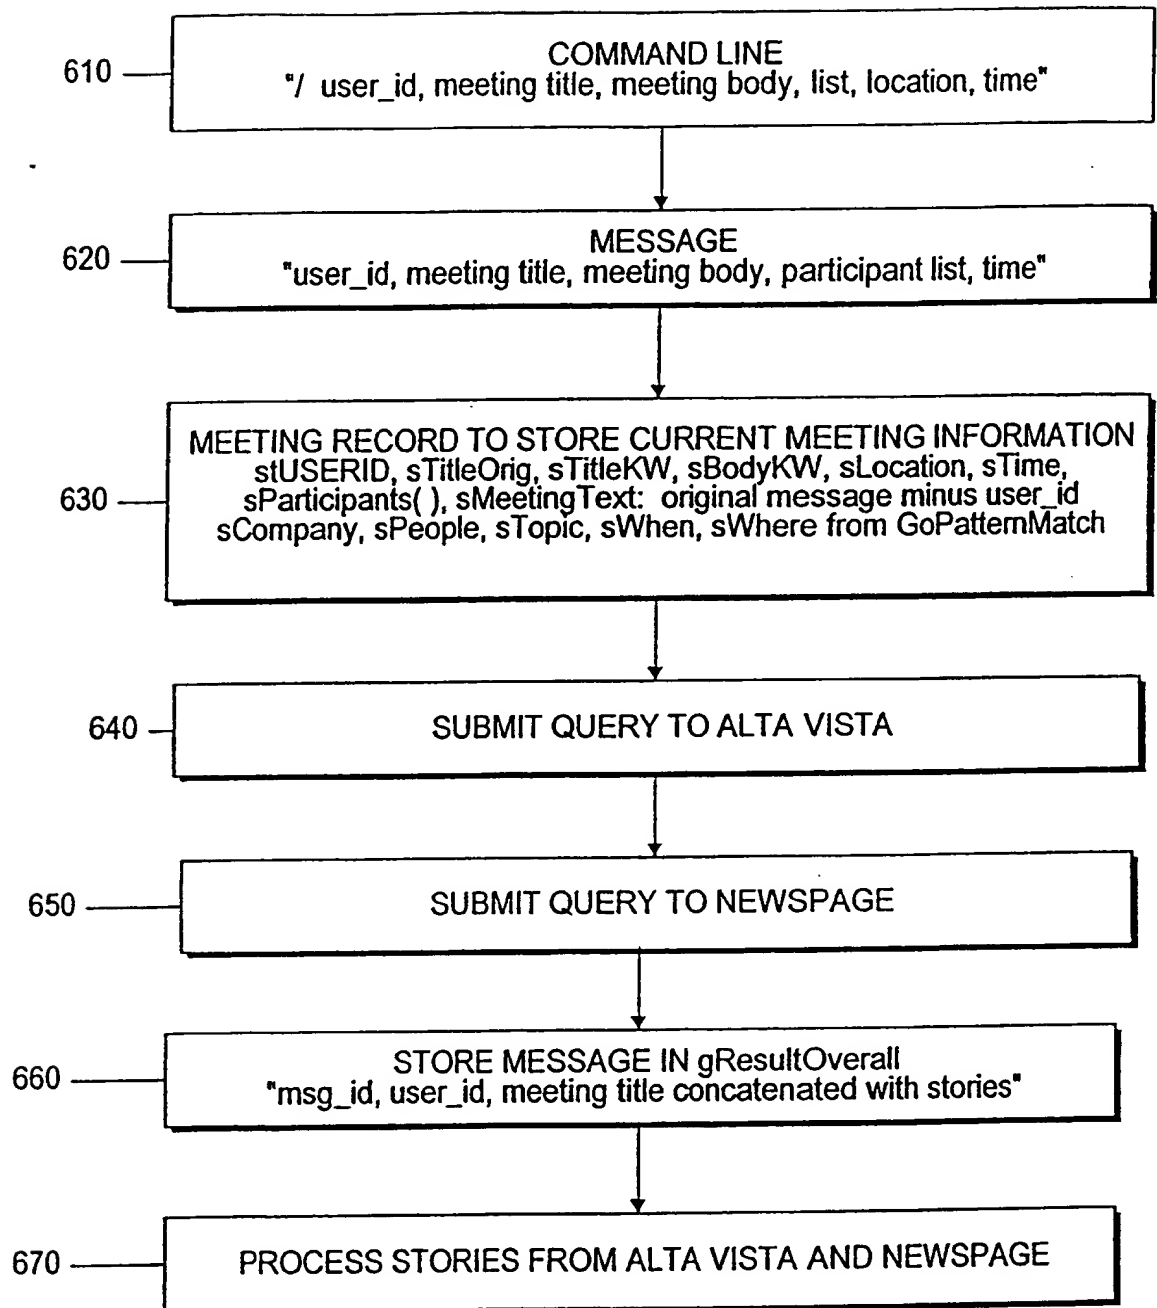 610
COMMAND LINE
"/ user_id, meeting title, meeting body, list, location, time"
620
MESSAGE
"user_id, meeting title, meeting body, participant list, time"
630
MEETING RECORD TO STORE CURRENT MEETING INFORMATION
stUSERID, sTitleOrig, sTitleKW, sBodyKW, sLocation, sTime,
sParticipants( ), sMeetingText: original message minus user_id
sCompany, sPeople, sTopic, sWhen, sWhere from GoPatternMatch
640
SUBMIT QUERY TO ALTA VISTA
650
SUBMIT QUERY TO NEWSPAGE
660
STORE MESSAGE IN gResultOverall
"msg_id, user_id, meeting title concatenated with stories"
670
PROCESS STORIES FROM ALTA VISTA AND NEWSPAGE